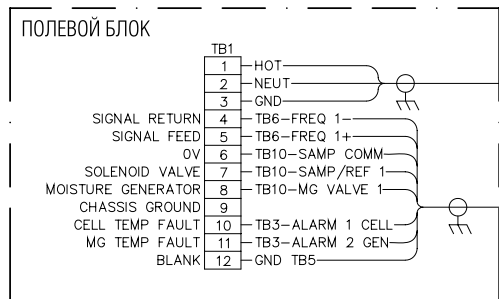 ПОЛЕВОЙ БЛОК
TB1
1 HOT
2 NEUT
3 GND
SIGNAL RETURN 4 TB6-FREQ 1-
SIGNAL FEED 5 TB6-FREQ 1+
0V 6 TB10-SAMP COMM
SOLENOID VALVE 7 TB10-SAMP/REF 1
MOISTURE GENERATOR 8 TB10-MG VALVE 1
CHASSIS GROUND 9
CELL TEMP FAULT 10 TB3-ALARM 1 CELL
MG TEMP FAULT 11 TB3-ALARM 2 GEN
BLANK 12 GND TB5